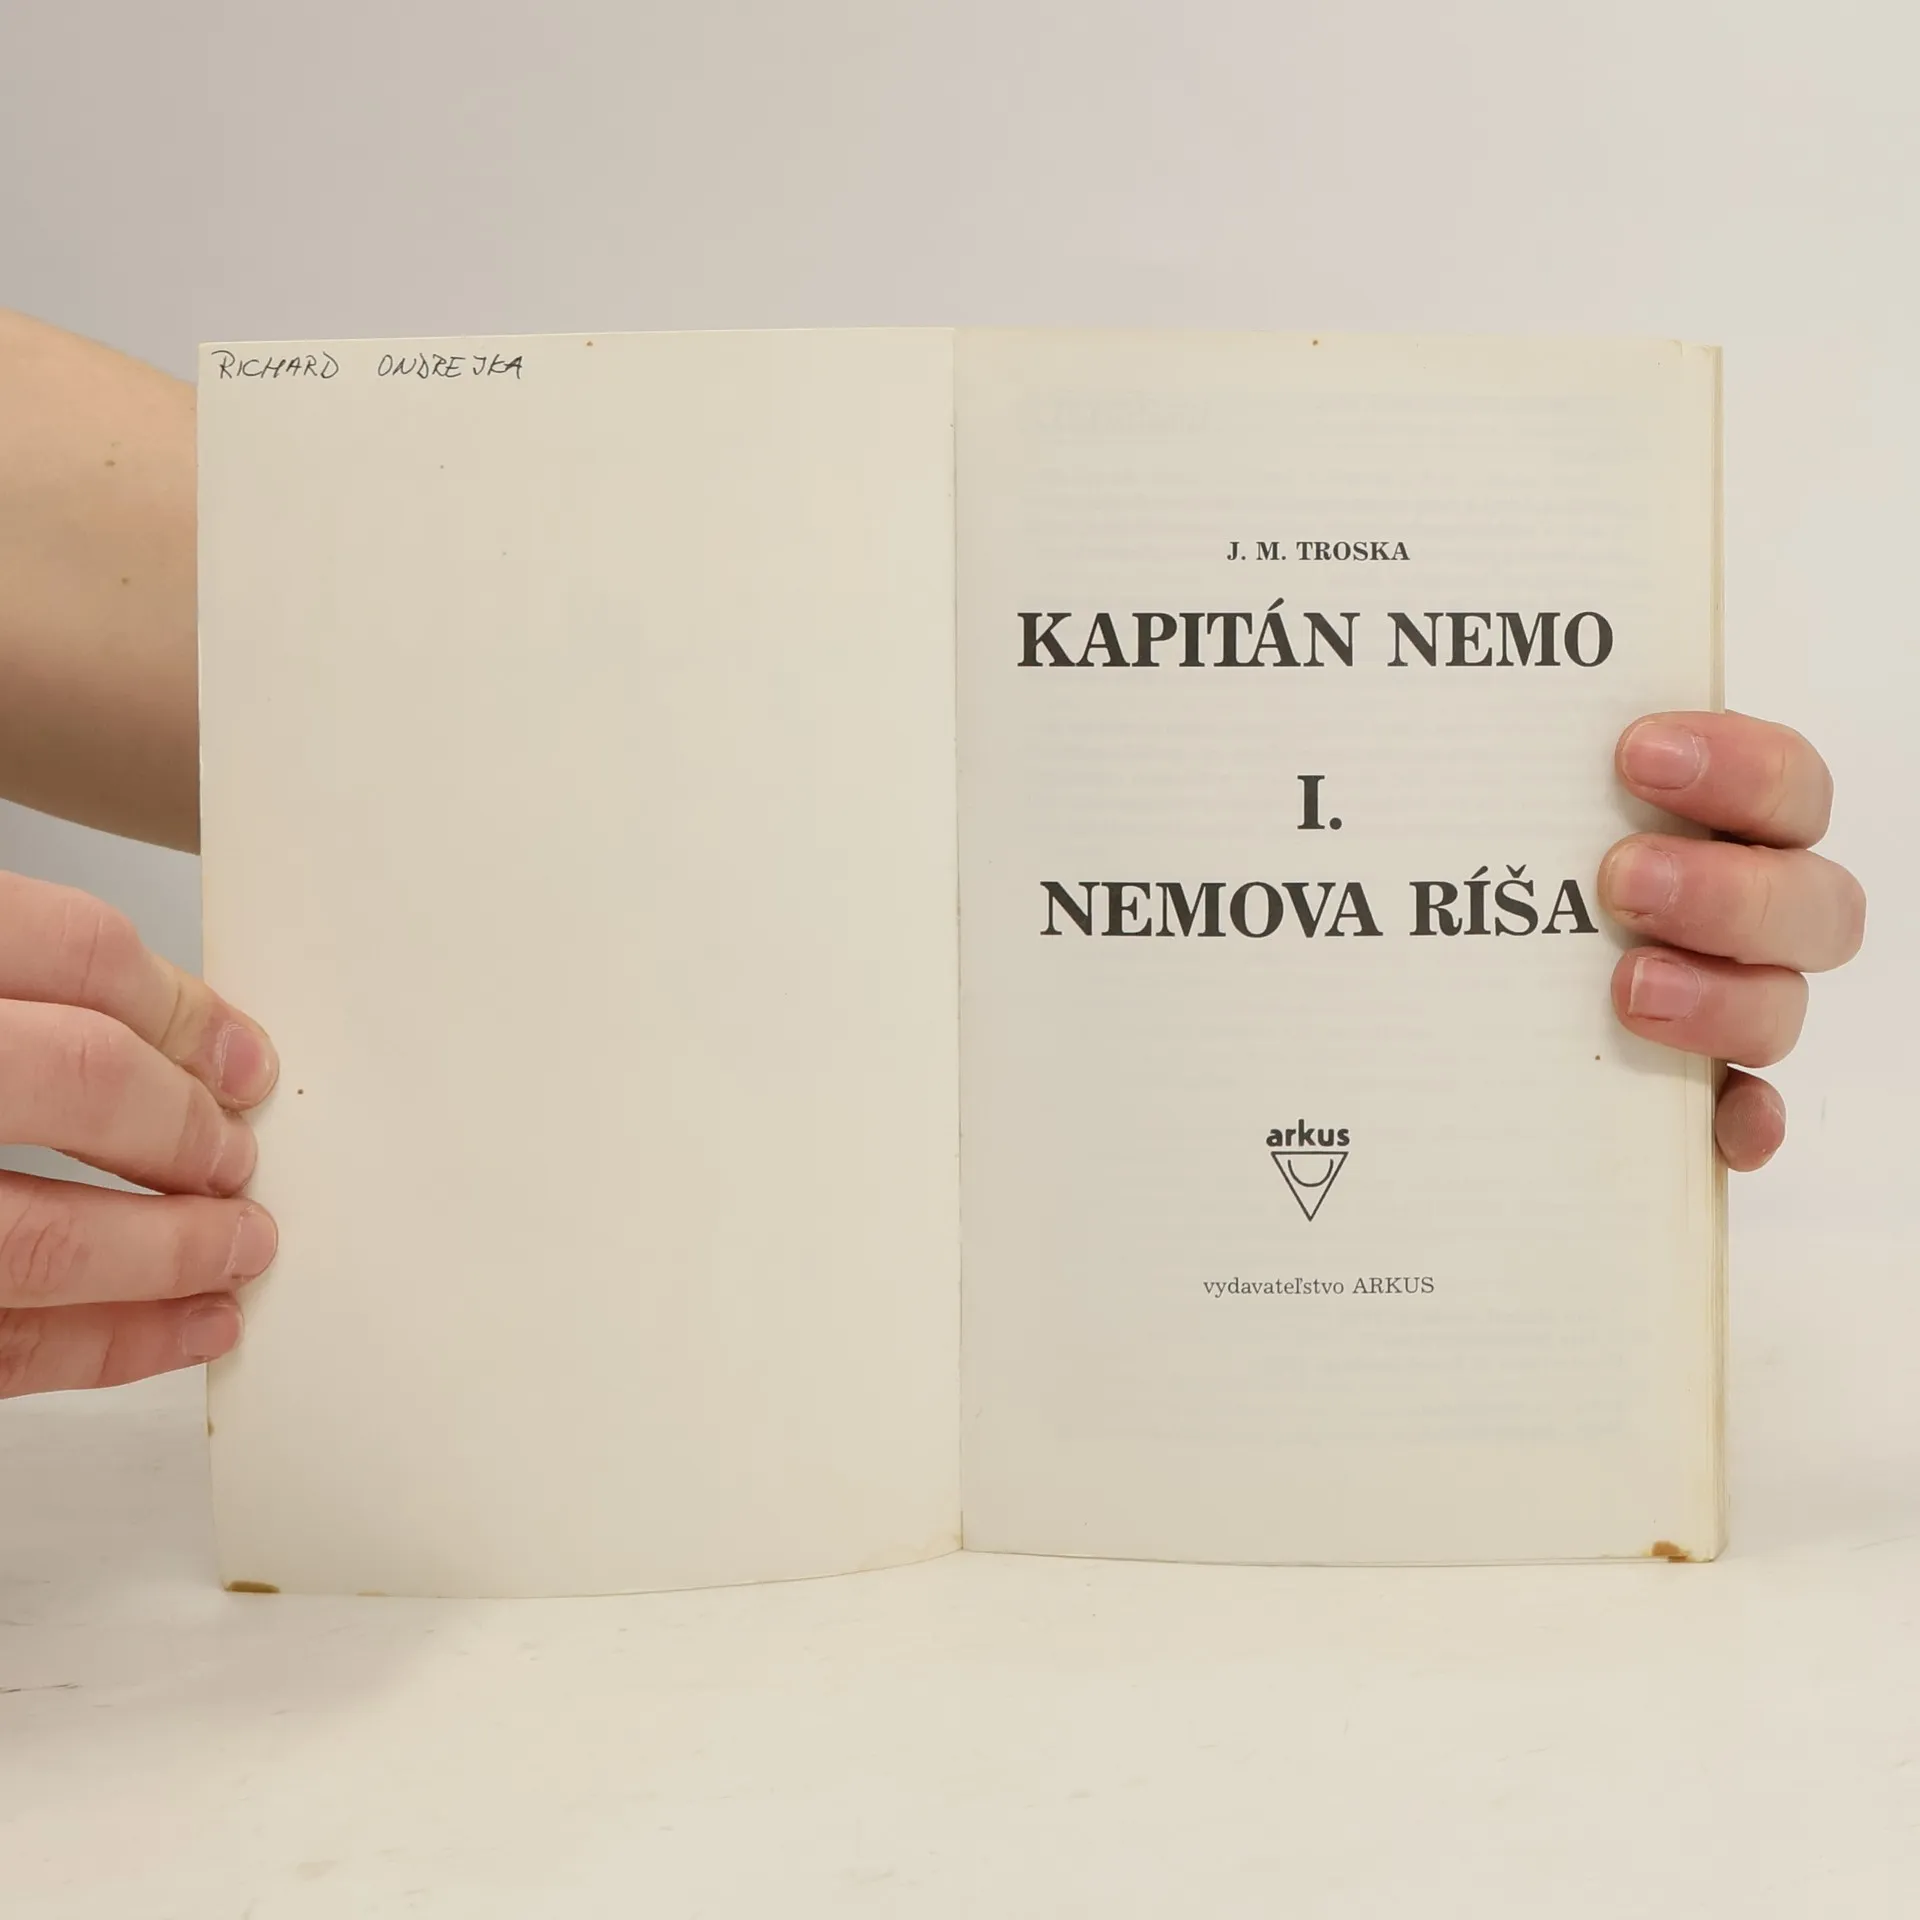 RICHARD ONDREJKA
J. M. TROSKA
KAPITÁN NEMO
I.
NEMOVA RÍŠA
arkus
vydavateľstvo ARKUS